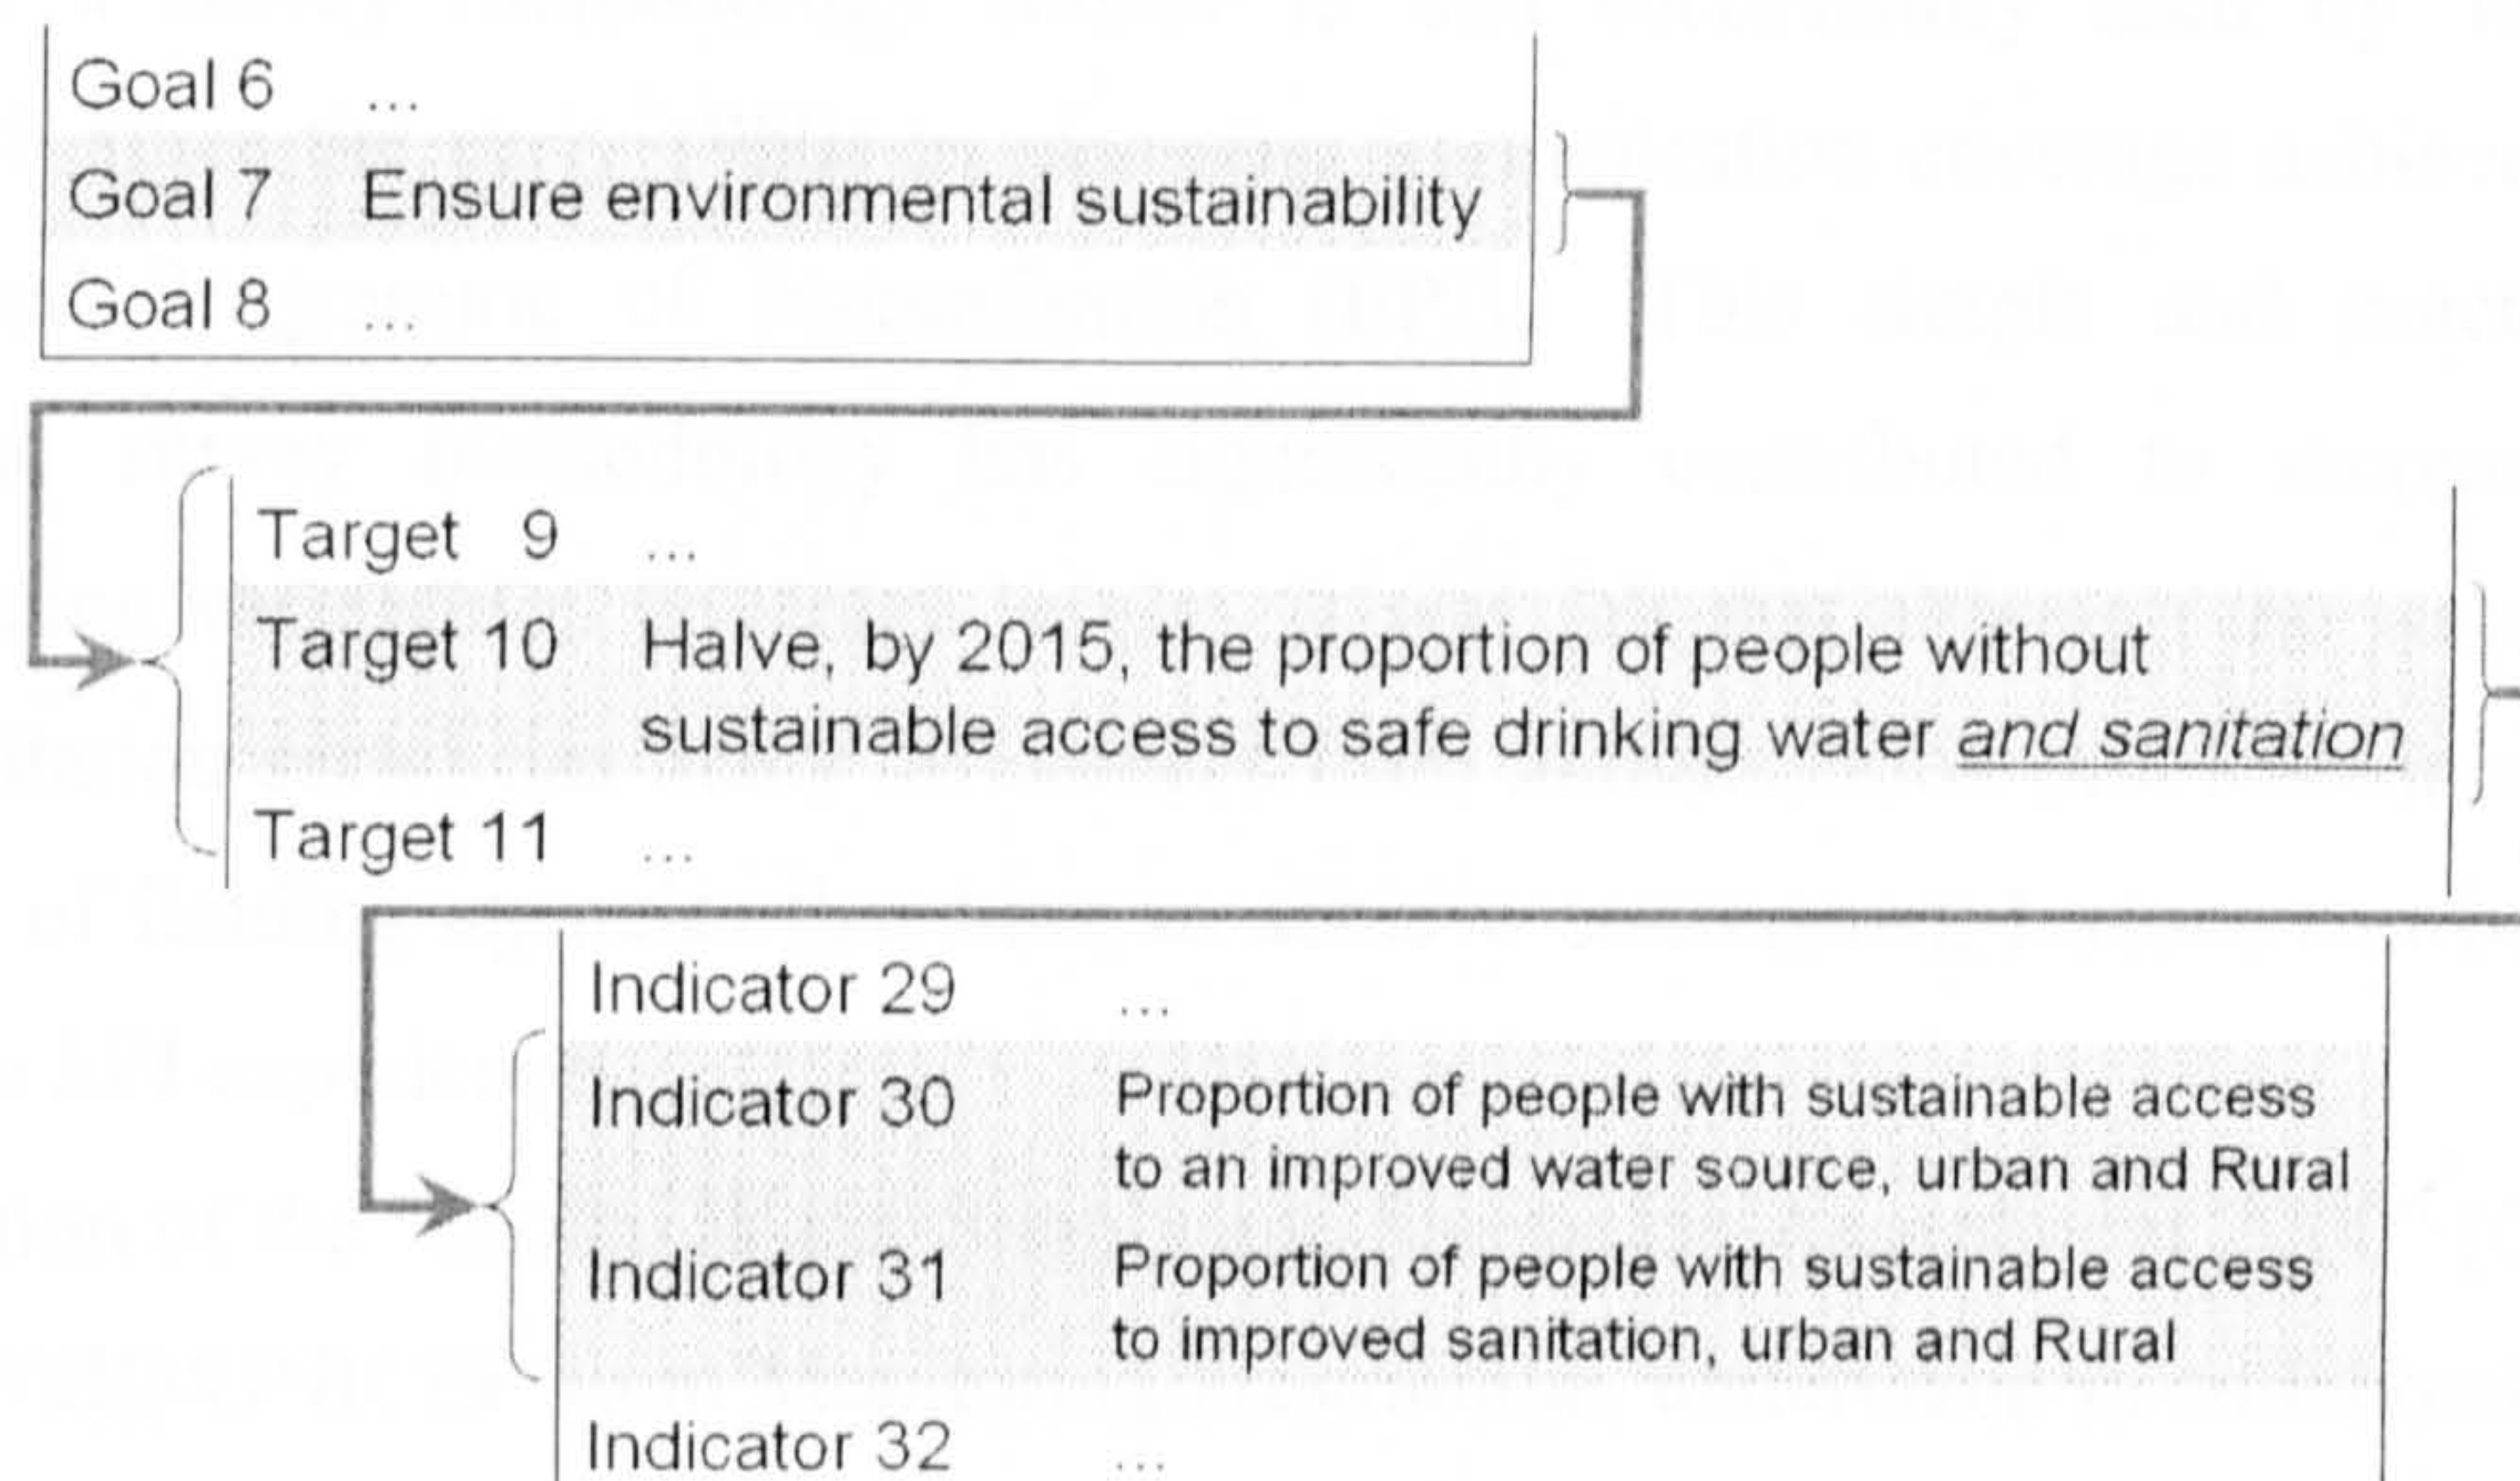 Goal 6 ...
Goal 7 Ensure environmental sustainability
Goal 8 ...
Target 9 ...
Target 10 Halve, by 2015, the proportion of people without
sustainable access to safe drinking water and sanitation
Target 11 ...
Indicator 29 ...
Indicator 30 Proportion of people with sustainable access
to an improved water source, urban and Rural
Indicator 31 Proportion of people with sustainable access
to improved sanitation, urban and Rural
Indicator 32 ...